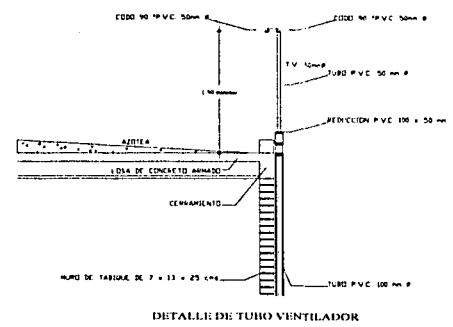 CODO 90 °P.V.C. 50mm ø
CODO 90 °P.V.C. 50mm ø
T.V. 50mm ø
TUBO P.V.C. 50 mm ø
REDUCCION P.V.C. 100 x 50 mm
AZOTEA
LOSA DE CONCRETO ARMADO
CERRAMIENTO
MURO DE TABIQUE DE 7 x 13 x 25 cms
TUBO P.V.C. 100 mm ø
DETALLE DE TUBO VENTILADOR